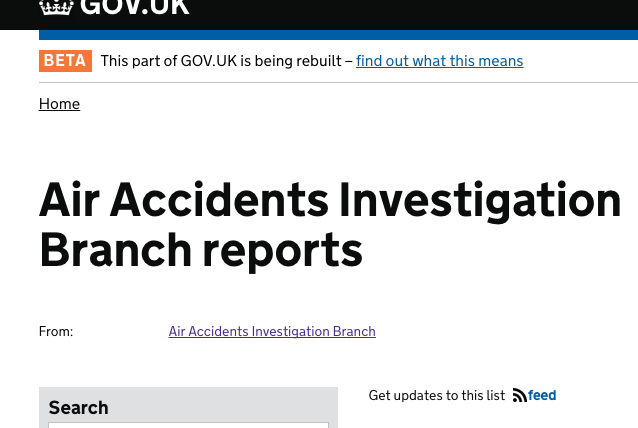 GOV.UK
BETA This part of GOV.UK is being rebuilt – find out what this means
Home
Air Accidents Investigation
Branch reports
From: Air Accidents Investigation Branch
Get updates to this list feed
Search